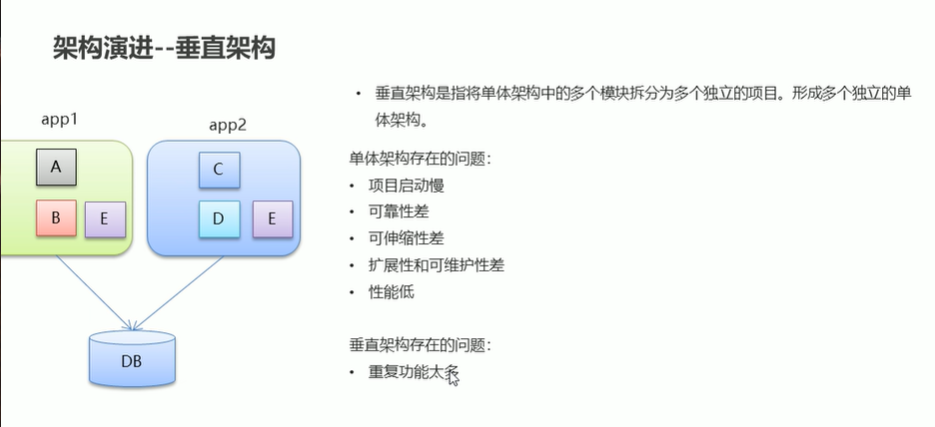 架构演进--垂直架构
• 垂直架构是指将单体架构中的多个模块拆分为多个独立的项目。形成多个独立的单
体架构。
app1
app2
A
B
E
C
D
E
DB
单体架构存在的问题：
• 项目启动慢
• 可靠性差
• 可伸缩性差
• 扩展性和可维护性差
• 性能低
垂直架构存在的问题：
• 重复功能太多